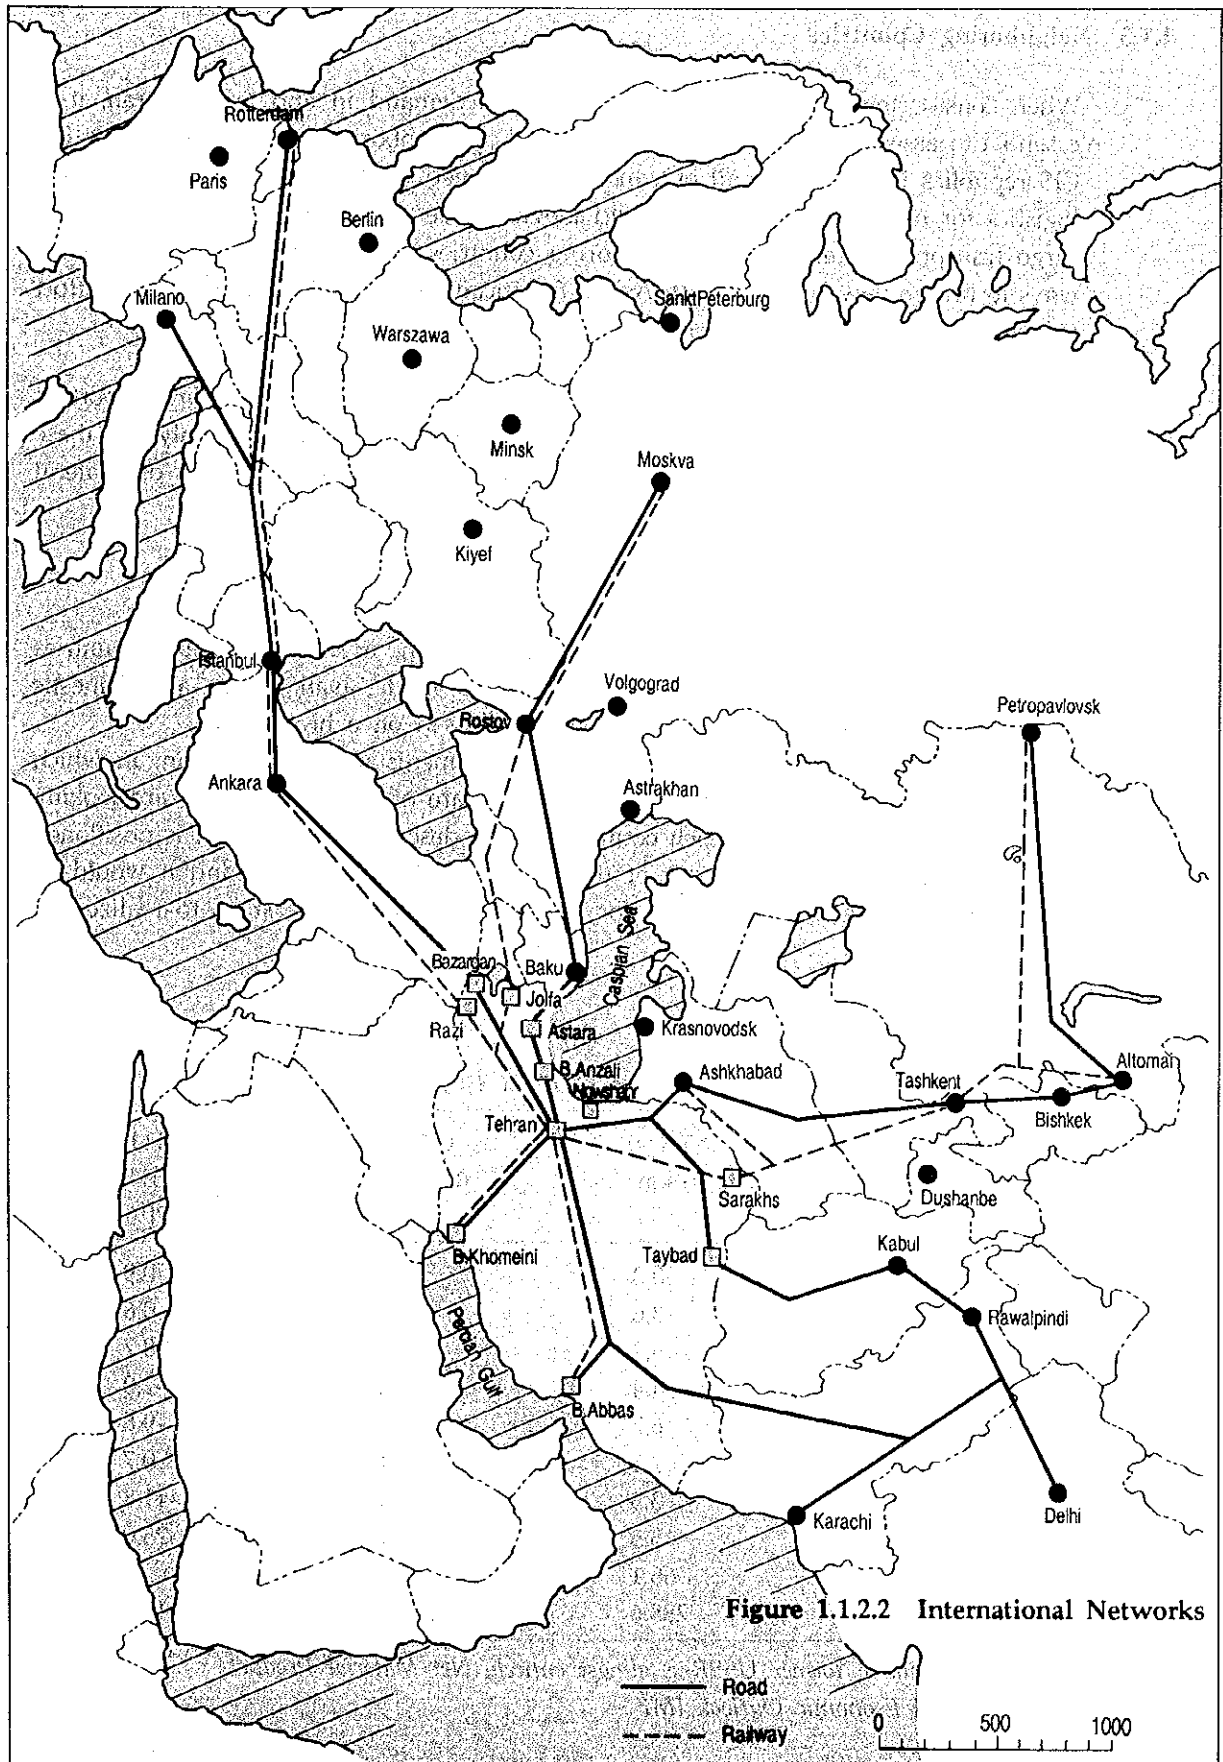 Rotterdam
Paris
Berlin
Milano
SanktPeterburg
Warszawa
Minsk
Moskva
Kiyef
Istanbul
Volgograd
Rostov
Petropavlovsk
Ankara
Astrakhan
Caspian Sea
Bazargan
Baku
Jolfa
Razi
Astara
Krasnovodsk
B.Anzali
Ashkhabad
Altomai
Tashkent
Nowshahr
Tehran
Bishkek
Sarakhs
Dushanbe
B.Khomeini
Taybad
Kabul
Rawalpindi
Persian Gulf
B.Abbas
Karachi
Delhi
Figure 1.1.2.2 International Networks
Road
Railway
0 500 1000